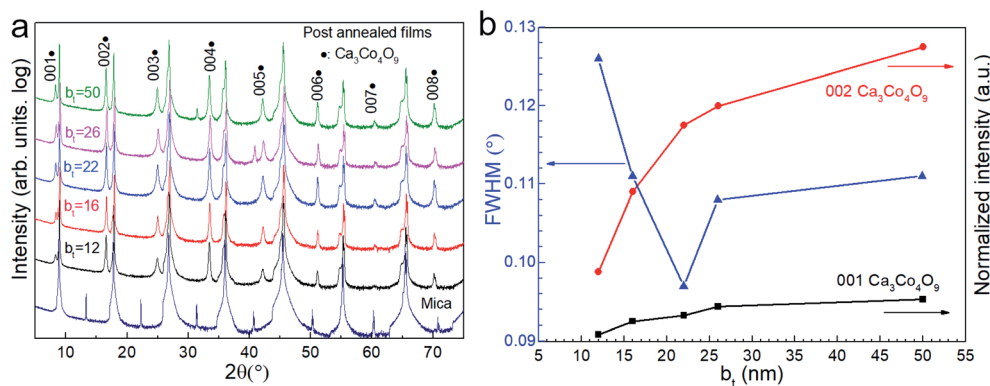 a
Post annealed films
●: Ca₃Co₄O₉
001●
002●
003●
004●
005●
006●
007●
008●
bₜ=50
bₜ=26
bₜ=22
bₜ=16
bₜ=12
Mica
Intensity (arb. units. log)
10 20 30 40 50 60 70
2θ(°)
b
0.13
0.12
0.11
0.10
0.09
FWHM (°)
002 Ca₃Co₄O₉
001 Ca₃Co₄O₉
Normalized intensity (a.u.)
5 10 15 20 25 30 35 40 45 50 55
bₜ (nm)